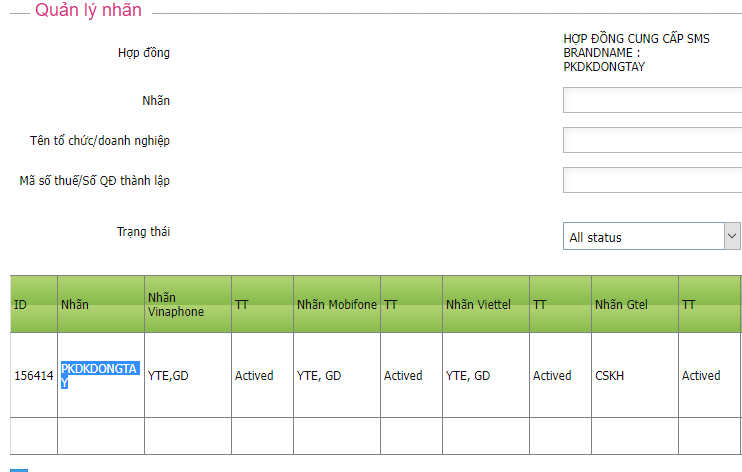 Quản lý nhãn
Hợp đồng
HỢP ĐỒNG CUNG CẤP SMS
BRANDNAME :
PKDKDONGTAY
Nhãn
Tên tổ chức/doanh nghiệp
Mã số thuế/Số QĐ thành lập
Trạng thái
All status
ID Nhãn Nhãn Vinaphone TT Nhãn Mobifone TT Nhãn Viettel TT Nhãn Gtel TT
156414 PKDKDONGTAY YTE,GD Actived YTE, GD Actived YTE, GD Actived CSKH Actived